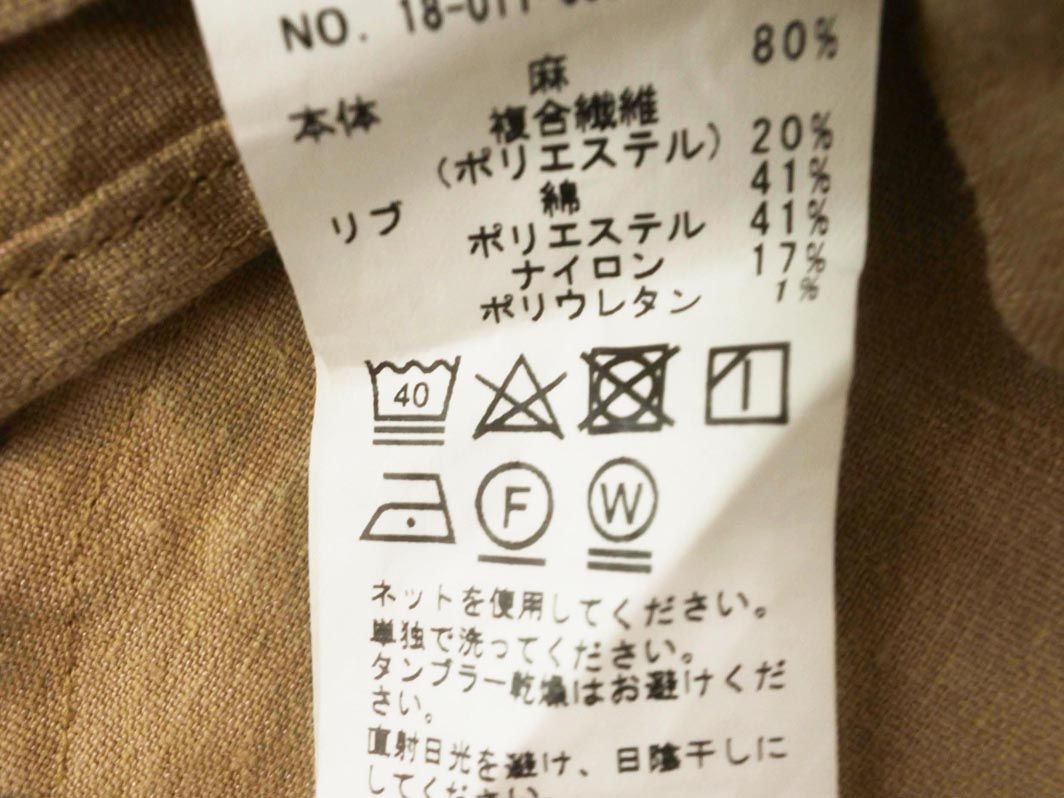 NO. 18-011-
麻 80%
本体 複合繊維
(ポリエステル) 20%
リブ 綿 41%
ポリエステル 41%
ナイロン 17%
ポリウレタン 1%
40
F W
ネットを使用してください。
単独で洗ってください。
タンブラー乾燥はお避けくだ
さい。
直射日光を避け、日陰干しに
してください。